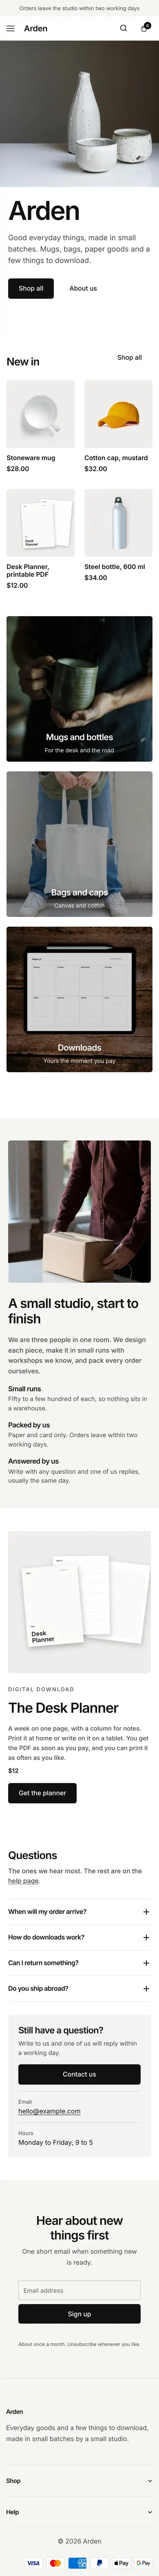 Orders leave the studio within two working days
Arden
0
Arden
Good everyday things, made in small
batches. Mugs, bags, paper goods and a
few things to download.
Shop all
About us
New in
Shop all
Stoneware mug
$28.00
Cotton cap, mustard
$32.00
Desk
Planner
Desk Planner,
printable PDF
$12.00
Steel bottle, 600 ml
$34.00
Mugs and bottles
For the desk and the road
Bags and caps
Canvas and cotton
Downloads
Yours the moment you pay
A small studio, start to
finish
We are three people in one room. We design
each piece, make it in small runs with
workshops we know, and pack every order
ourselves.
Small runs
Fifty to a few hundred of each, so nothing sits in
a warehouse.
Packed by us
Paper and card only. Orders leave within two
working days.
Answered by us
Write with any question and one of us replies,
usually the same day.
Desk
Planner
DIGITAL DOWNLOAD
The Desk Planner
A week on one page, with a column for notes.
Print it at home or write on it on a tablet. You get
the PDF as soon as you pay, and you can print it
as often as you like.
$12
Get the planner
Questions
The ones we hear most. The rest are on the
help page.
When will my order arrive?
How do downloads work?
Can I return something?
Do you ship abroad?
Still have a question?
Write to us and one of us will reply within
a working day.
Contact us
Email
hello@example.com
Hours
Monday to Friday, 9 to 5
Hear about new
things first
One short email when something new
is ready.
Email address
Sign up
About once a month. Unsubscribe whenever you like.
Arden
Everyday goods and a few things to download,
made in small batches by a small studio.
Shop
Help
© 2026 Arden
VISA
AMEX
Pay
G Pay